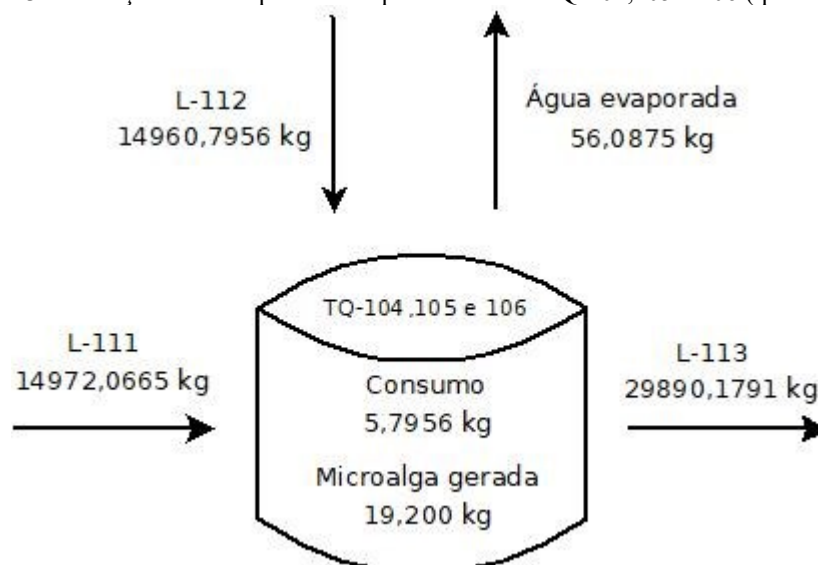 L-112
14960,7956 kg
Água evaporada
56,0875 kg
TQ-104,105 e 106
L-111
14972,0665 kg
Consumo
5,7956 kg
Microalga gerada
19,200 kg
L-113
29890,1791 kg